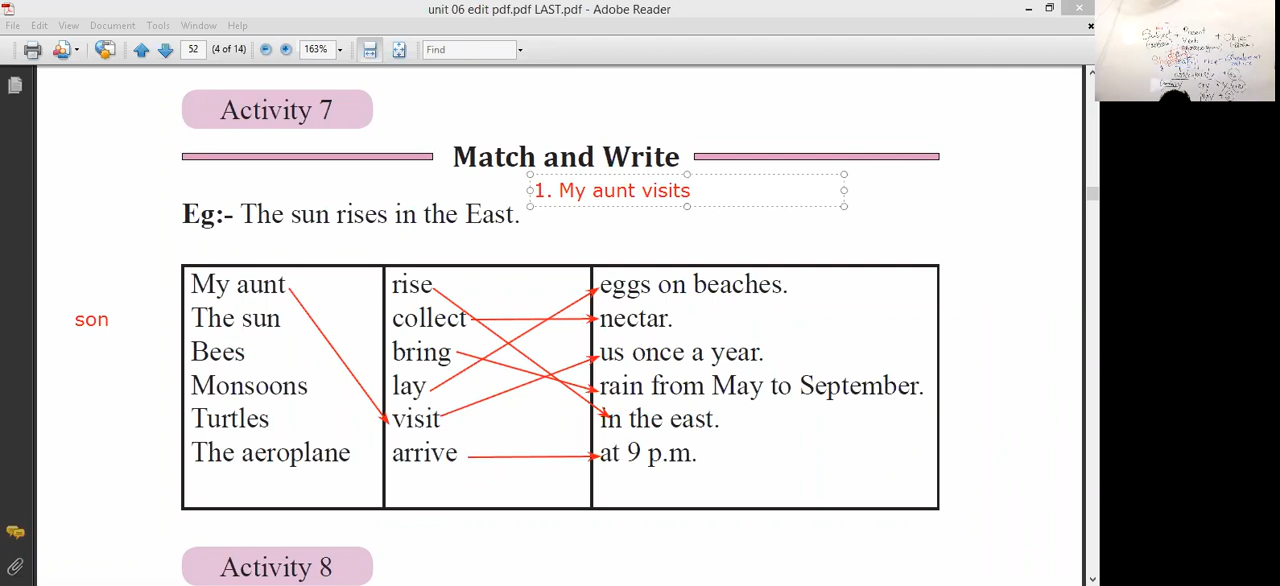 unit 06 edit pdf.pdf LAST.pdf - Adobe Reader
File Edit View Document Tools Window Help
52 (4 of 14) 163% Find
Activity 7
Match and Write
1. My aunt visits
Eg:- The sun rises in the East.
My aunt rise eggs on beaches.
son
The sun collect nectar.
Bees bring us once a year.
Monsoons lay rain from May to September.
Turtles visit in the east.
The aeroplane arrive at 9 p.m.
Activity 8